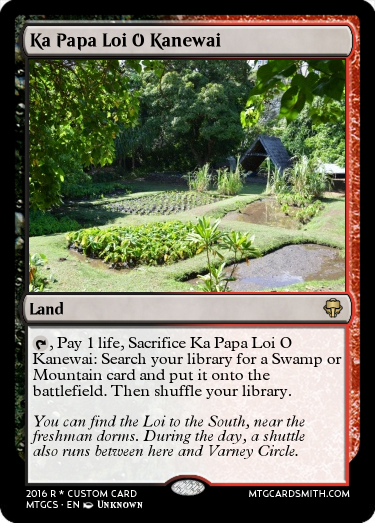 Ka Papa Loi O Kanewai
Land
, Pay 1 life, Sacrifice Ka Papa Loi O
Kanewai: Search your library for a Swamp or
Mountain card and put it onto the
battlefield. Then shuffle your library.
You can find the Loi to the South, near the
freshman dorms. During the day, a shuttle
also runs between here and Varney Circle.
2016 R * CUSTOM CARD
MTGCS · EN Unknown
MTGCARDSMITH.COM